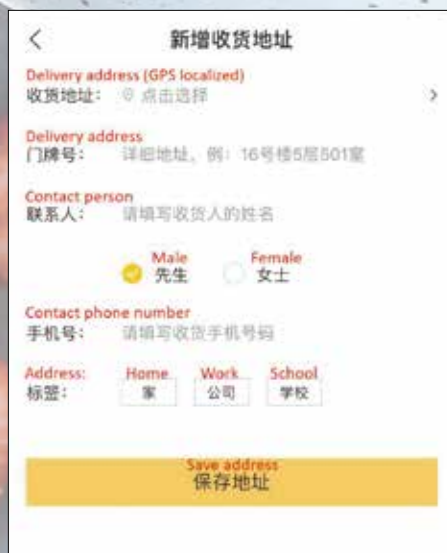 新增收货地址
Delivery address (GPS localized)
收货地址： 点击选择
Delivery address
门牌号： 详细地址，例：16号楼5层501室
Contact person
联系人： 请填写收货人的姓名
Male Female
先生 女士
Contact phone number
手机号： 请填写收货手机号码
Address: Home Work School
标签： 家 公司 学校
Save address
保存地址